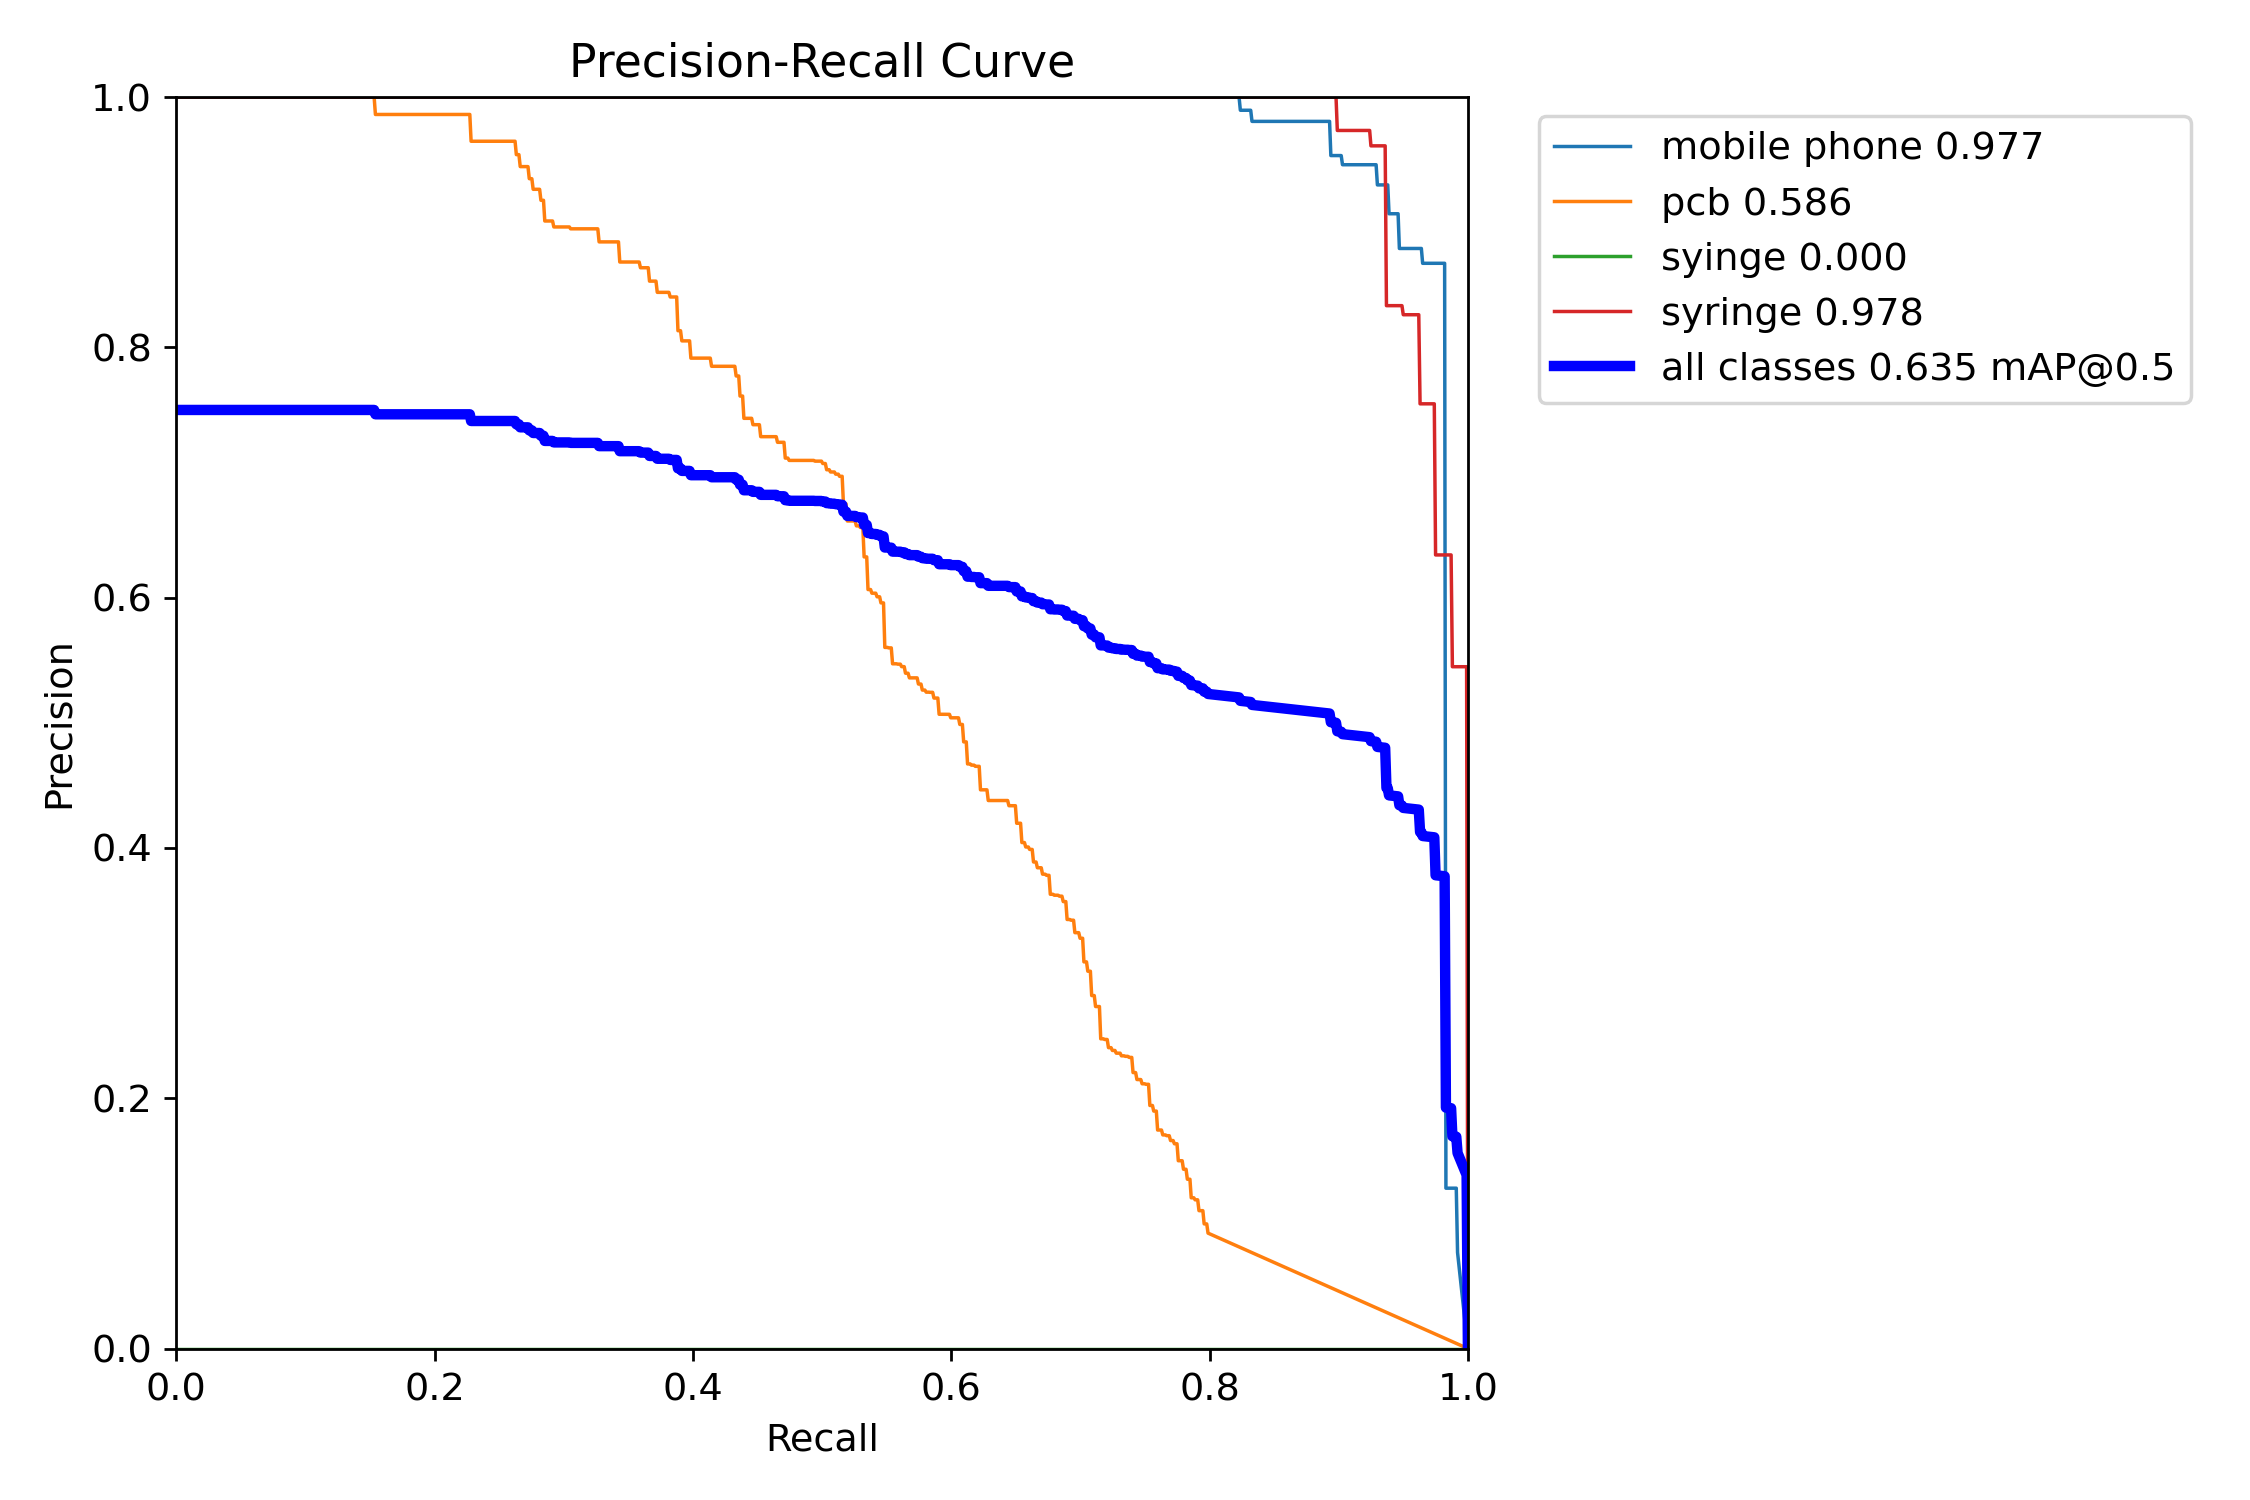 Precision-Recall Curve
1.0
0.8
0.6
0.4
0.2
0.0
Precision
0.0 0.2 0.4 0.6 0.8 1.0
Recall
mobile phone 0.977
pcb 0.586
syinge 0.000
syringe 0.978
all classes 0.635 mAP@0.5